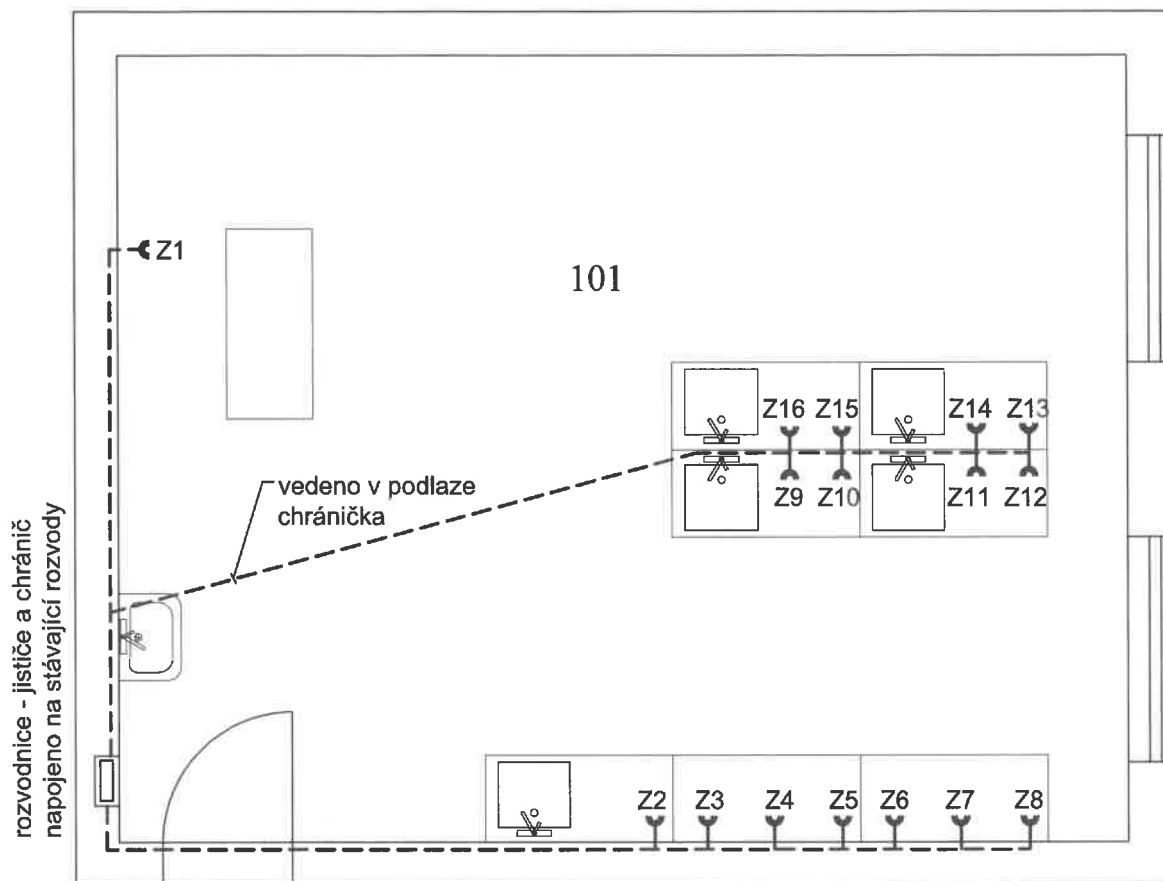 Z1
101
Z16 Z15 Z14 Z13
Z9 Z10 Z11 Z12
vedeno v podlaze
chránička
rozvodnice - jističe a chránič
napojeno na stávající rozvody
Z2 Z3 Z4 Z5 Z6 Z7 Z8